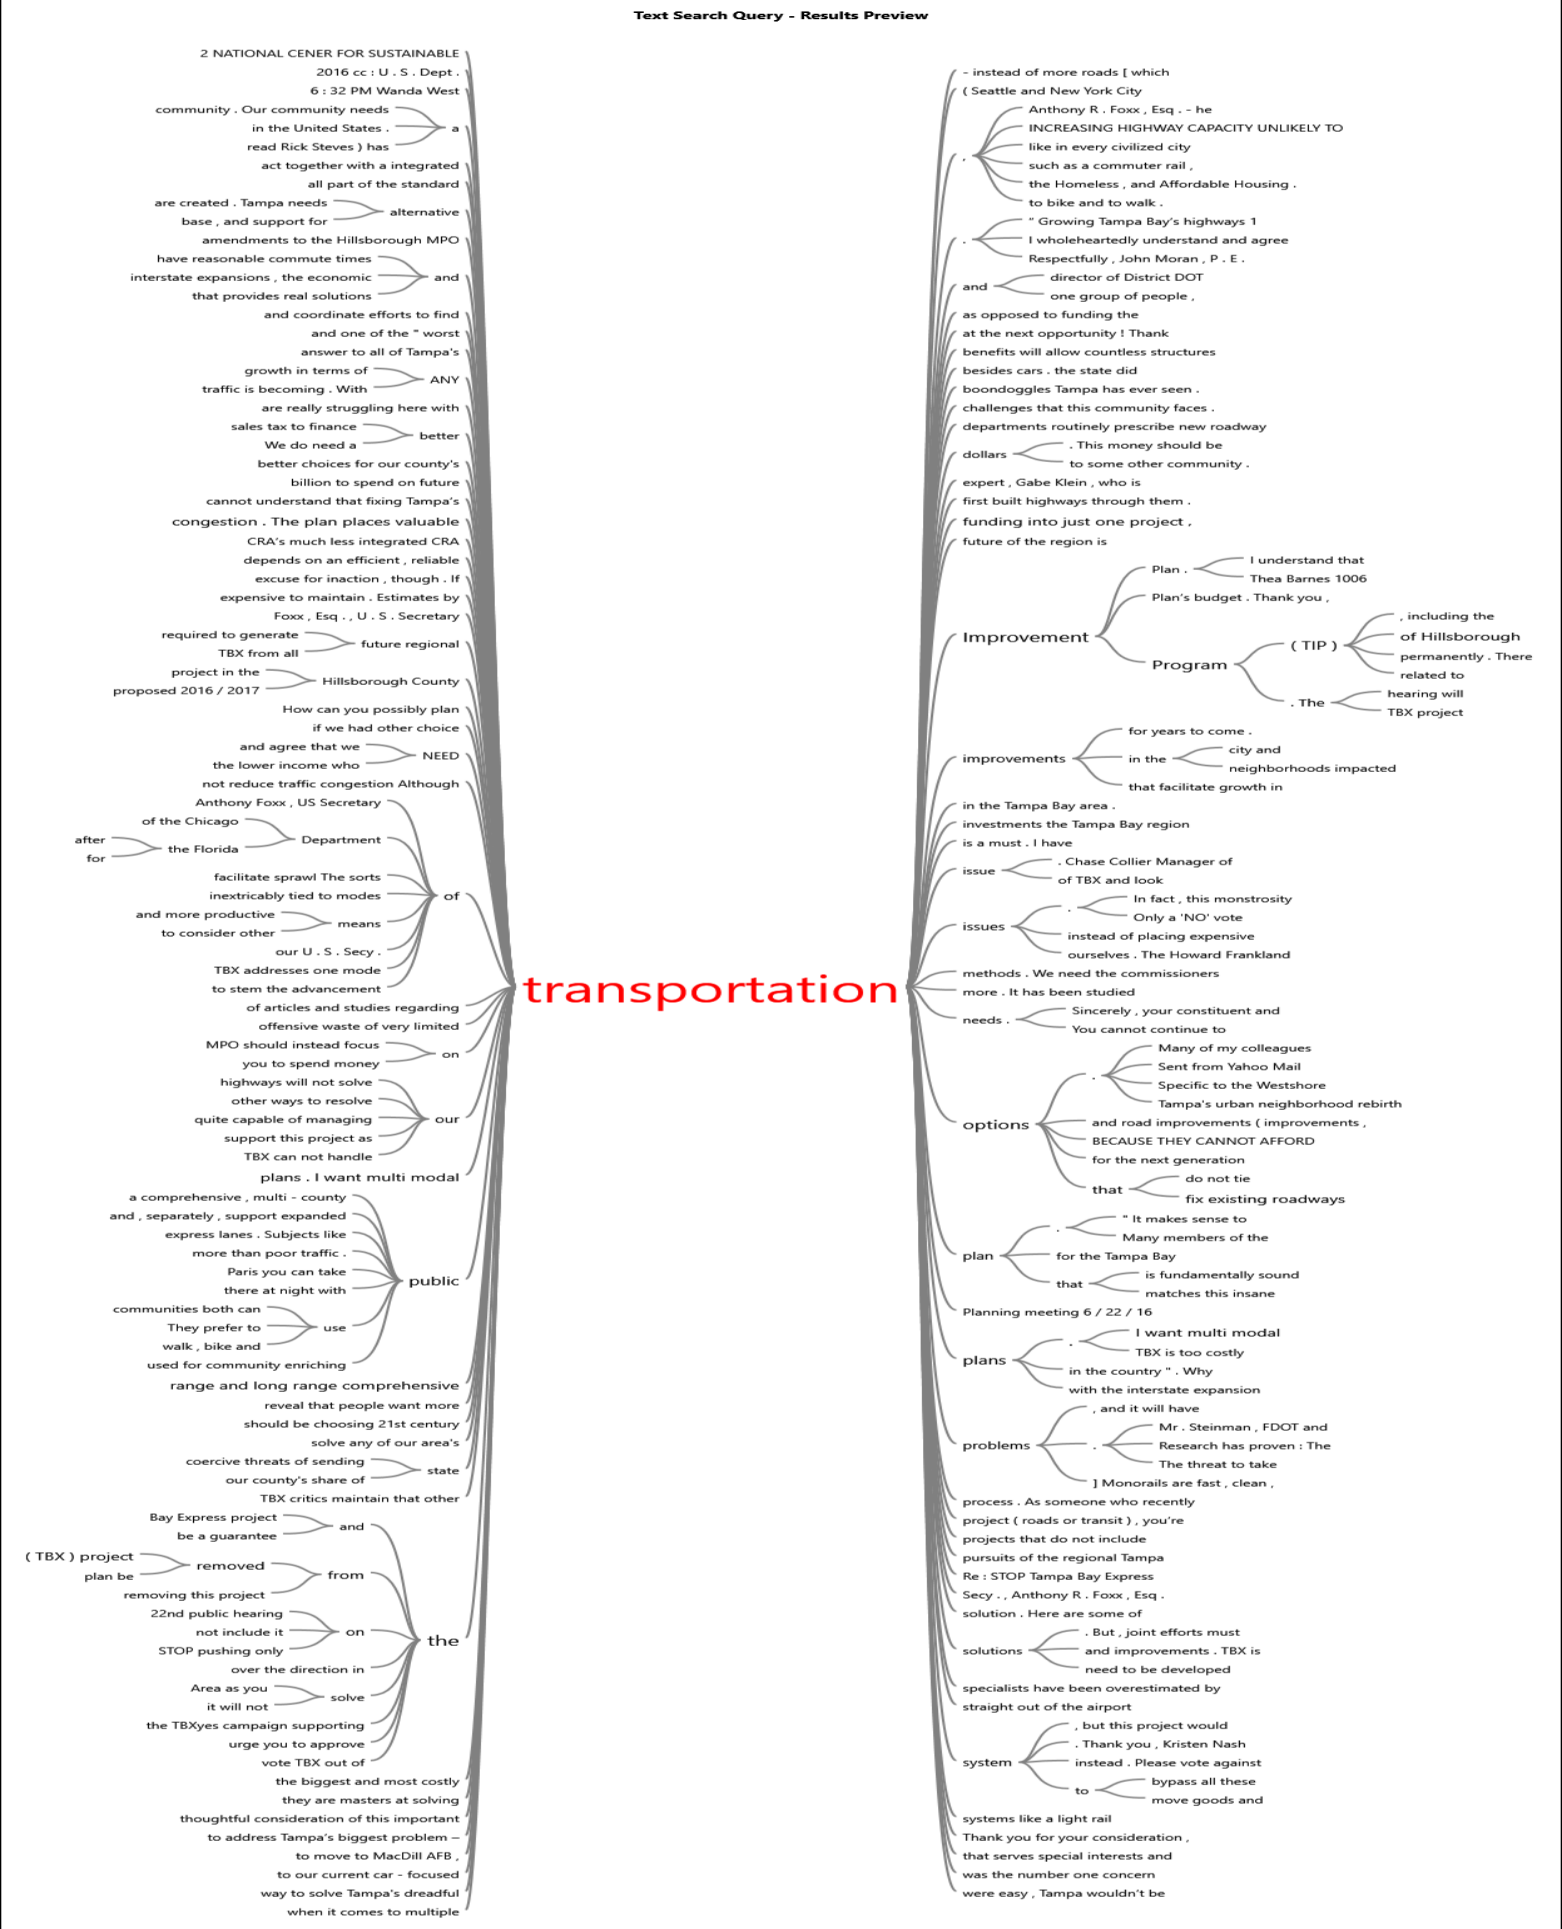 Text Search Query - Results Preview
2 NATIONAL CENER FOR SUSTAINABLE
2016 cc : U . S . Dept .
6 : 32 PM Wanda West
community . Our community needs
in the United States .
a
read Rick Steves ) has
act together with a integrated
all part of the standard
are created . Tampa needs
alternative
base , and support for
amendments to the Hillsborough MPO
have reasonable commute times
interstate expansions , the economic
and
that provides real solutions
and coordinate efforts to find
and one of the " worst
answer to all of Tampa's
growth in terms of
ANY
traffic is becoming . With
are really struggling here with
sales tax to finance
better
We do need a
better choices for our county's
billion to spend on future
cannot understand that fixing Tampa's
congestion . The plan places valuable
CRA's much less integrated CRA
depends on an efficient , reliable
excuse for inaction , though . If
expensive to maintain . Estimates by
Foxx , Esq . , U . S . Secretary
required to generate
future regional
TBX from all
project in the
Hillsborough County
proposed 2016 / 2017
How can you possibly plan
if we had other choice
and agree that we
NEED
the lower income who
not reduce traffic congestion Although
Anthony Foxx , US Secretary
of the Chicago
Department
after
the Florida
for
facilitate sprawl The sorts
inextricably tied to modes
of
and more productive
means
to consider other
our U . S . Secy .
TBX addresses one mode
to stem the advancement
of articles and studies regarding
offensive waste of very limited
MPO should instead focus
on
you to spend money
highways will not solve
other ways to resolve
quite capable of managing
our
support this project as
TBX can not handle
plans . I want multi modal
a comprehensive , multi - county
and , separately , support expanded
express lanes . Subjects like
more than poor traffic .
Paris you can take
public
there at night with
communities both can
They prefer to
use
walk , bike and
used for community enriching
range and long range comprehensive
reveal that people want more
should be choosing 21st century
solve any of our area's
coercive threats of sending
state
our county's share of
TBX critics maintain that other
Bay Express project
and
be a guarantee
( TBX ) project
removed
plan be
from
removing this project
22nd public hearing
not include it
on
STOP pushing only
the
over the direction in
Area as you
solve
it will not
the TBXyes campaign supporting
urge you to approve
vote TBX out of
the biggest and most costly
they are masters at solving
thoughtful consideration of this important
to address Tampa's biggest problem –
to move to MacDill AFB ,
to our current car - focused
way to solve Tampa's dreadful
when it comes to multiple
transportation
- instead of more roads [ which
( Seattle and New York City
,
Anthony R . Foxx , Esq . - he
INCREASING HIGHWAY CAPACITY UNLIKELY TO
like in every civilized city
such as a commuter rail ,
the Homeless , and Affordable Housing .
to bike and to walk .
.
" Growing Tampa Bay's highways 1
I wholeheartedly understand and agree
Respectfully , John Moran , P . E .
and
director of District DOT
one group of people ,
as opposed to funding the
at the next opportunity ! Thank
benefits will allow countless structures
besides cars . the state did
boondoggles Tampa has ever seen .
challenges that this community faces .
departments routinely prescribe new roadway
dollars
. This money should be
to some other community .
expert , Gabe Klein , who is
first built highways through them .
funding into just one project ,
future of the region is
Improvement
Plan .
I understand that
Thea Barnes 1006
Plan's budget . Thank you ,
Program
( TIP )
, including the
of Hillsborough
permanently . There
related to
. The
hearing will
TBX project
improvements
for years to come .
in the
city and
neighborhoods impacted
that facilitate growth in
in the Tampa Bay area .
investments the Tampa Bay region
is a must . I have
issue
. Chase Collier Manager of
of TBX and look
issues
.
In fact , this monstrosity
Only a 'NO' vote
instead of placing expensive
ourselves . The Howard Frankland
methods . We need the commissioners
more . It has been studied
needs .
Sincerely , your constituent and
You cannot continue to
options
.
Many of my colleagues
Sent from Yahoo Mail
Specific to the Westshore
Tampa's urban neighborhood rebirth
and road improvements ( improvements ,
BECAUSE THEY CANNOT AFFORD
for the next generation
that
do not tie
fix existing roadways
plan
.
" It makes sense to
Many members of the
for the Tampa Bay
that
is fundamentally sound
matches this insane
Planning meeting 6 / 22 / 16
plans
.
I want multi modal
TBX is too costly
in the country " . Why
with the interstate expansion
problems
, and it will have
.
Mr . Steinman , FDOT and
Research has proven : The
The threat to take
] Monorails are fast , clean ,
process . As someone who recently
project ( roads or transit ) , you're
projects that do not include
pursuits of the regional Tampa
Re : STOP Tampa Bay Express
Secy . , Anthony R . Foxx , Esq .
solution . Here are some of
solutions
. But , joint efforts must
and improvements . TBX is
need to be developed
specialists have been overestimated by
straight out of the airport
system
, but this project would
. Thank you , Kristen Nash
instead . Please vote against
to
bypass all these
move goods and
systems like a light rail
Thank you for your consideration ,
that serves special interests and
was the number one concern
were easy , Tampa wouldn't be